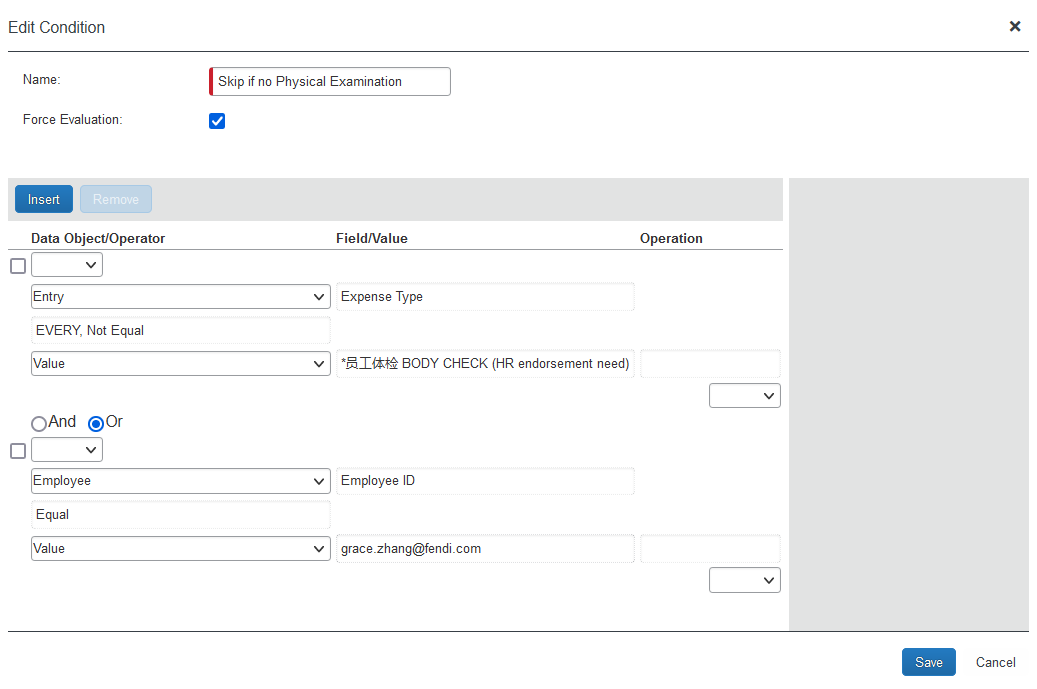 Edit Condition
Name:
Skip if no Physical Examination
Force Evaluation:
Insert Remove
Data Object/Operator Field/Value Operation
Entry Expense Type
EVERY, Not Equal
Value *员工体检 BODY CHECK (HR endorsement need)
And Or
Employee Employee ID
Equal
Value grace.zhang@fendi.com
Save Cancel